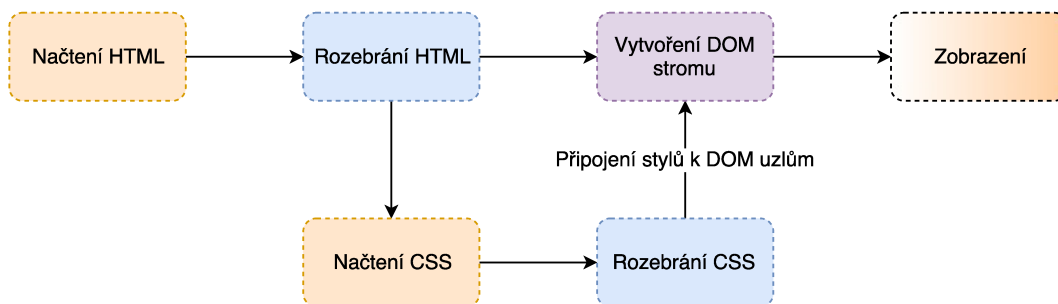 Načtení HTML
Rozebrání HTML
Vytvoření DOM
stromu
Zobrazení
Připojení stylů k DOM uzlům
Načtení CSS
Rozebrání CSS